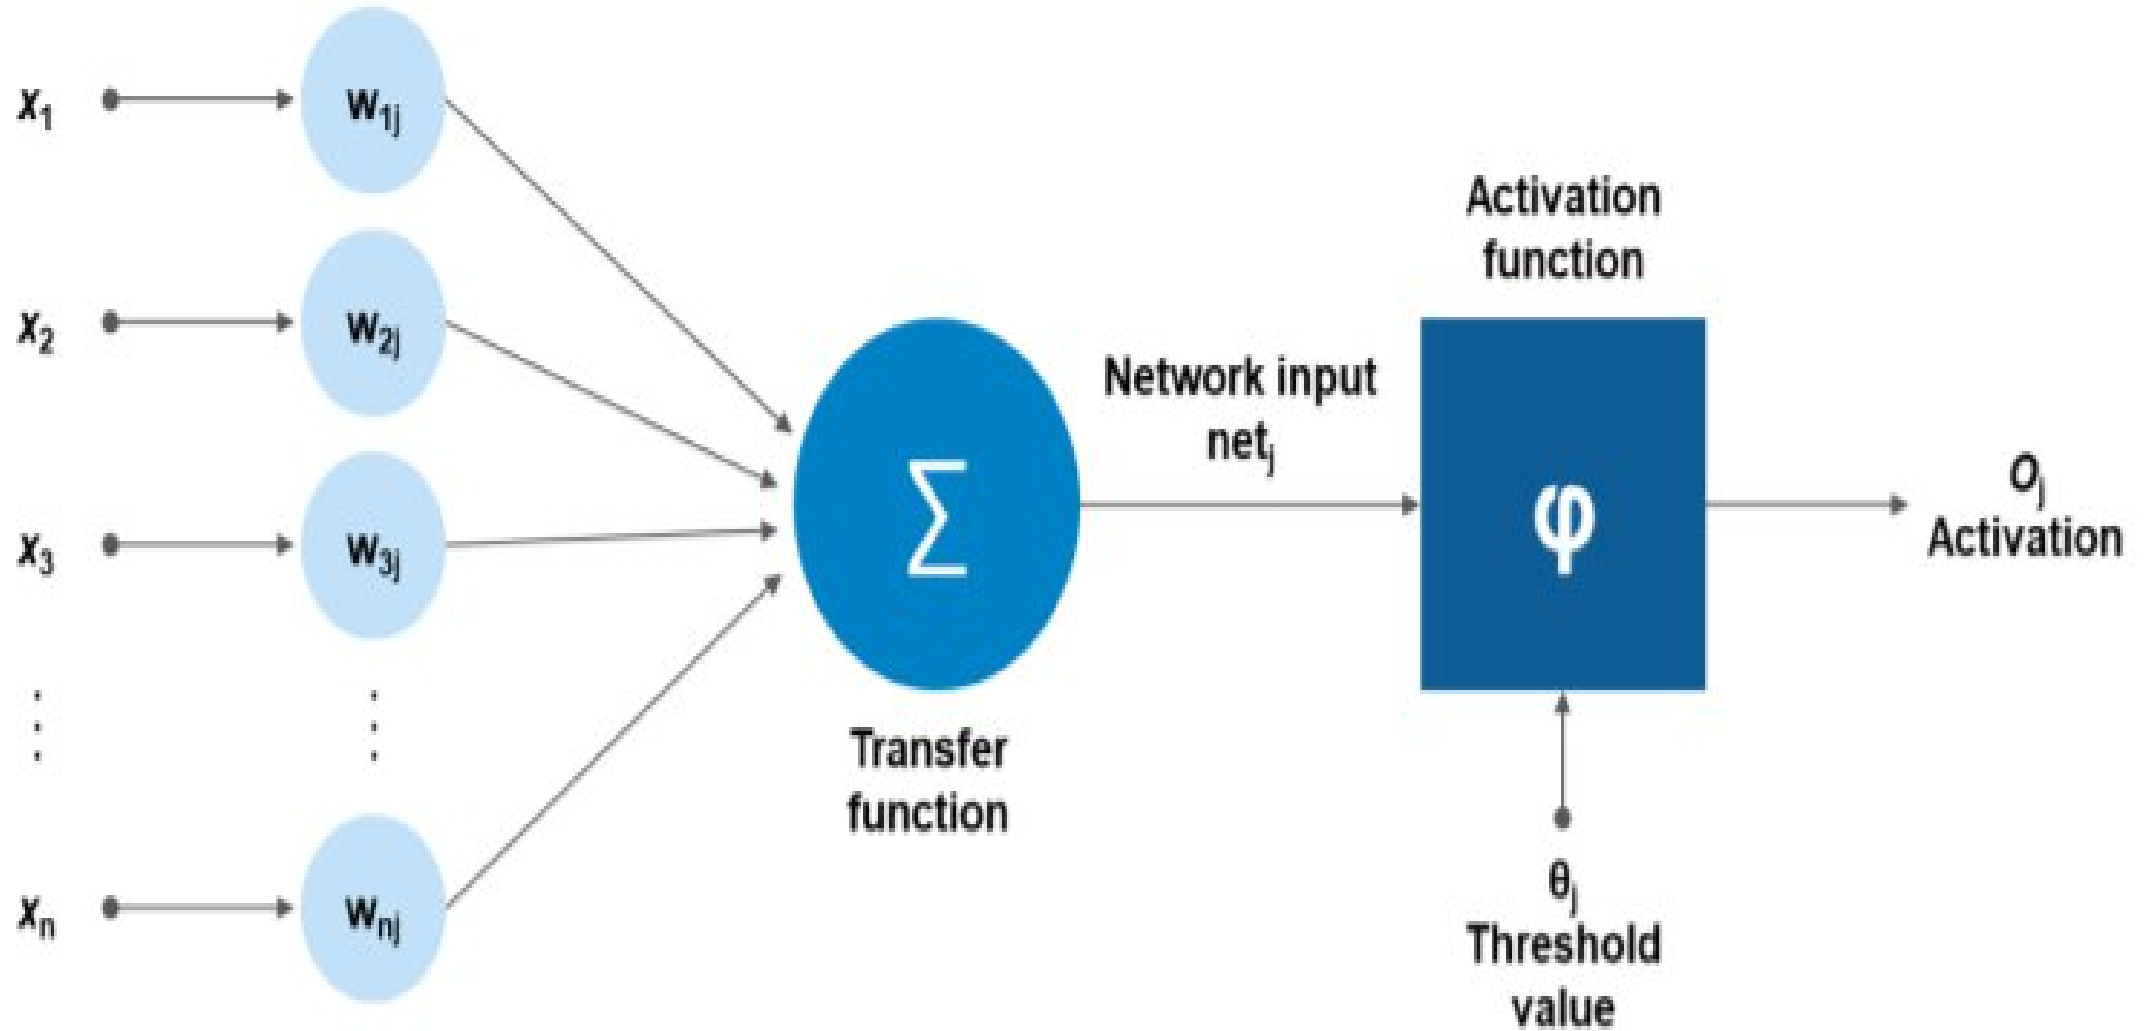 x₁
w₁ⱼ
x₂
w₂ⱼ
x₃
w₃ⱼ
⋮
⋮
xₙ
wₙⱼ
Σ
Transfer
function
Network input
netⱼ
Activation
function
φ
θⱼ
Threshold
value
Oⱼ
Activation